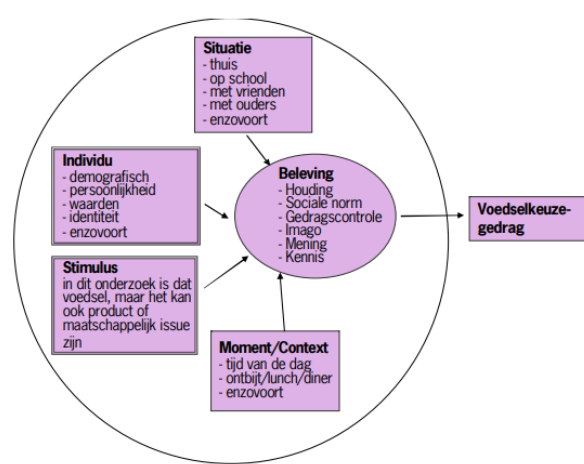 Situatie
- thuis
- op school
- met vrienden
- met ouders
- enzovoort
Individu
- demografisch
- persoonlijkheid
- waarden
- identiteit
- enzovoort
Beleving
- Houding
- Sociale norm
- Gedragscontrole
- Imago
- Mening
- Kennis
Voedselkeuze-
gedrag
Stimulus
in dit onderzoek is dat
voedsel, maar het kan
ook product of
maatschappelijk issue
zijn
Moment/Context
- tijd van de dag
- ontbijt/lunch/diner
- enzovoort